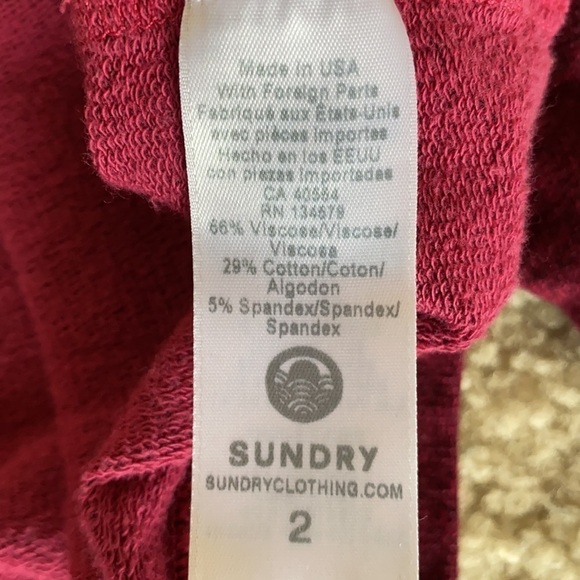 Made in USA
With Foreign Parts
Fabriqué aux États-Unis
avec pièces importes
Hecho en los EEUU
con piezas importadas
CA 40554
RN 134579
66% Viscose/Viscose/
Viscosa
29% Cotton/Coton/
Algodon
5% Spandex/Spandex/
Spandex
SUNDRY
SUNDRYCLOTHING.COM
2